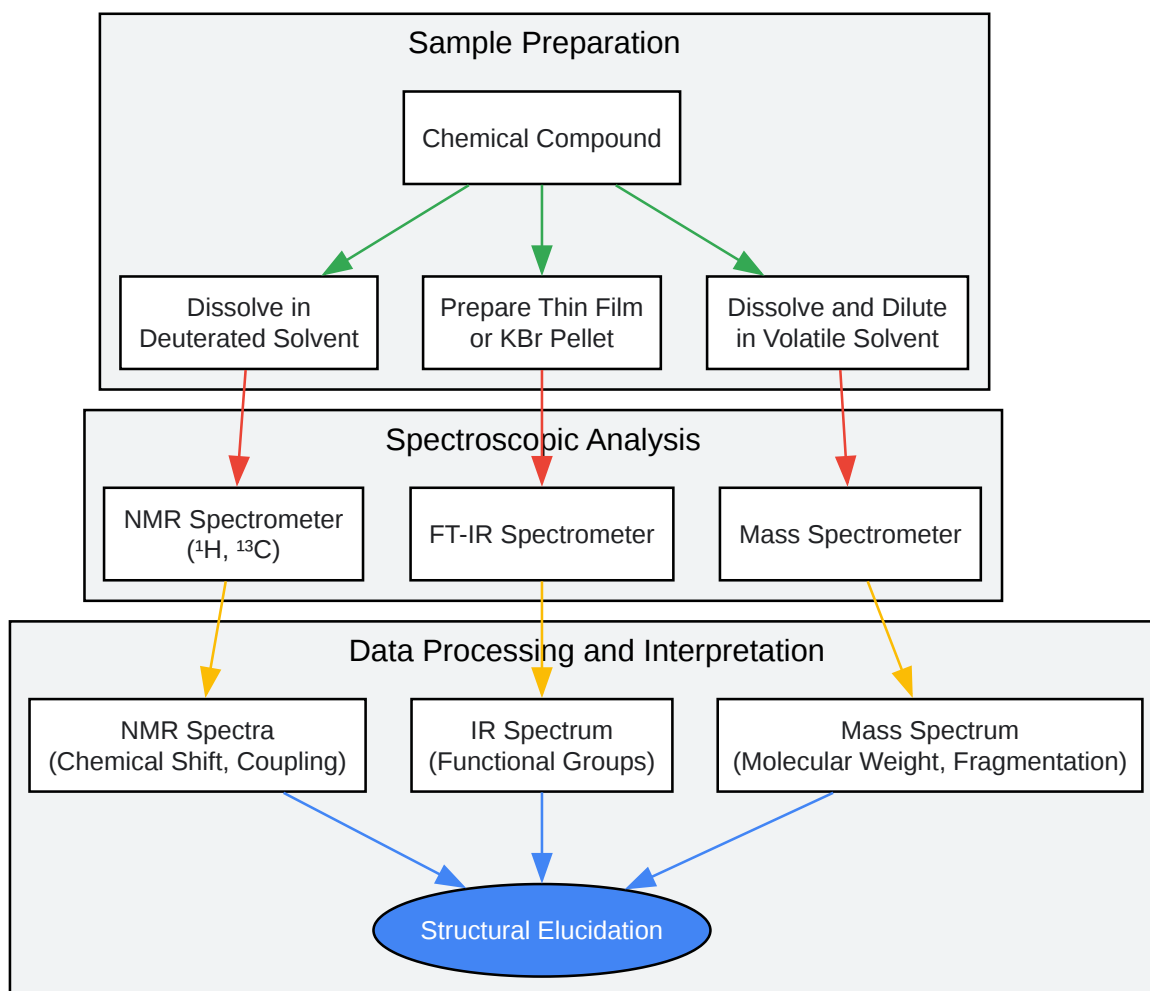 Sample Preparation
Chemical Compound
Dissolve in
Deuterated Solvent
Prepare Thin Film
or KBr Pellet
Dissolve and Dilute
in Volatile Solvent
Spectroscopic Analysis
NMR Spectrometer
(¹H, ¹³C)
FT-IR Spectrometer
Mass Spectrometer
Data Processing and Interpretation
NMR Spectra
(Chemical Shift, Coupling)
IR Spectrum
(Functional Groups)
Mass Spectrum
(Molecular Weight, Fragmentation)
Structural Elucidation